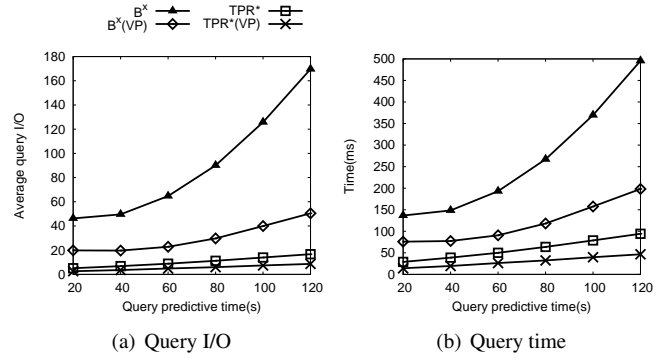 B^x TPR*
B^x(VP) TPR*(VP)
180
160
140
120
100
80
60
40
20
0
20 40 60 80 100 120
Average query I/O
Query predictive time(s)
(a) Query I/O
500
450
400
350
300
250
200
150
100
50
0
20 40 60 80 100 120
Time(ms)
Query predictive time(s)
(b) Query time